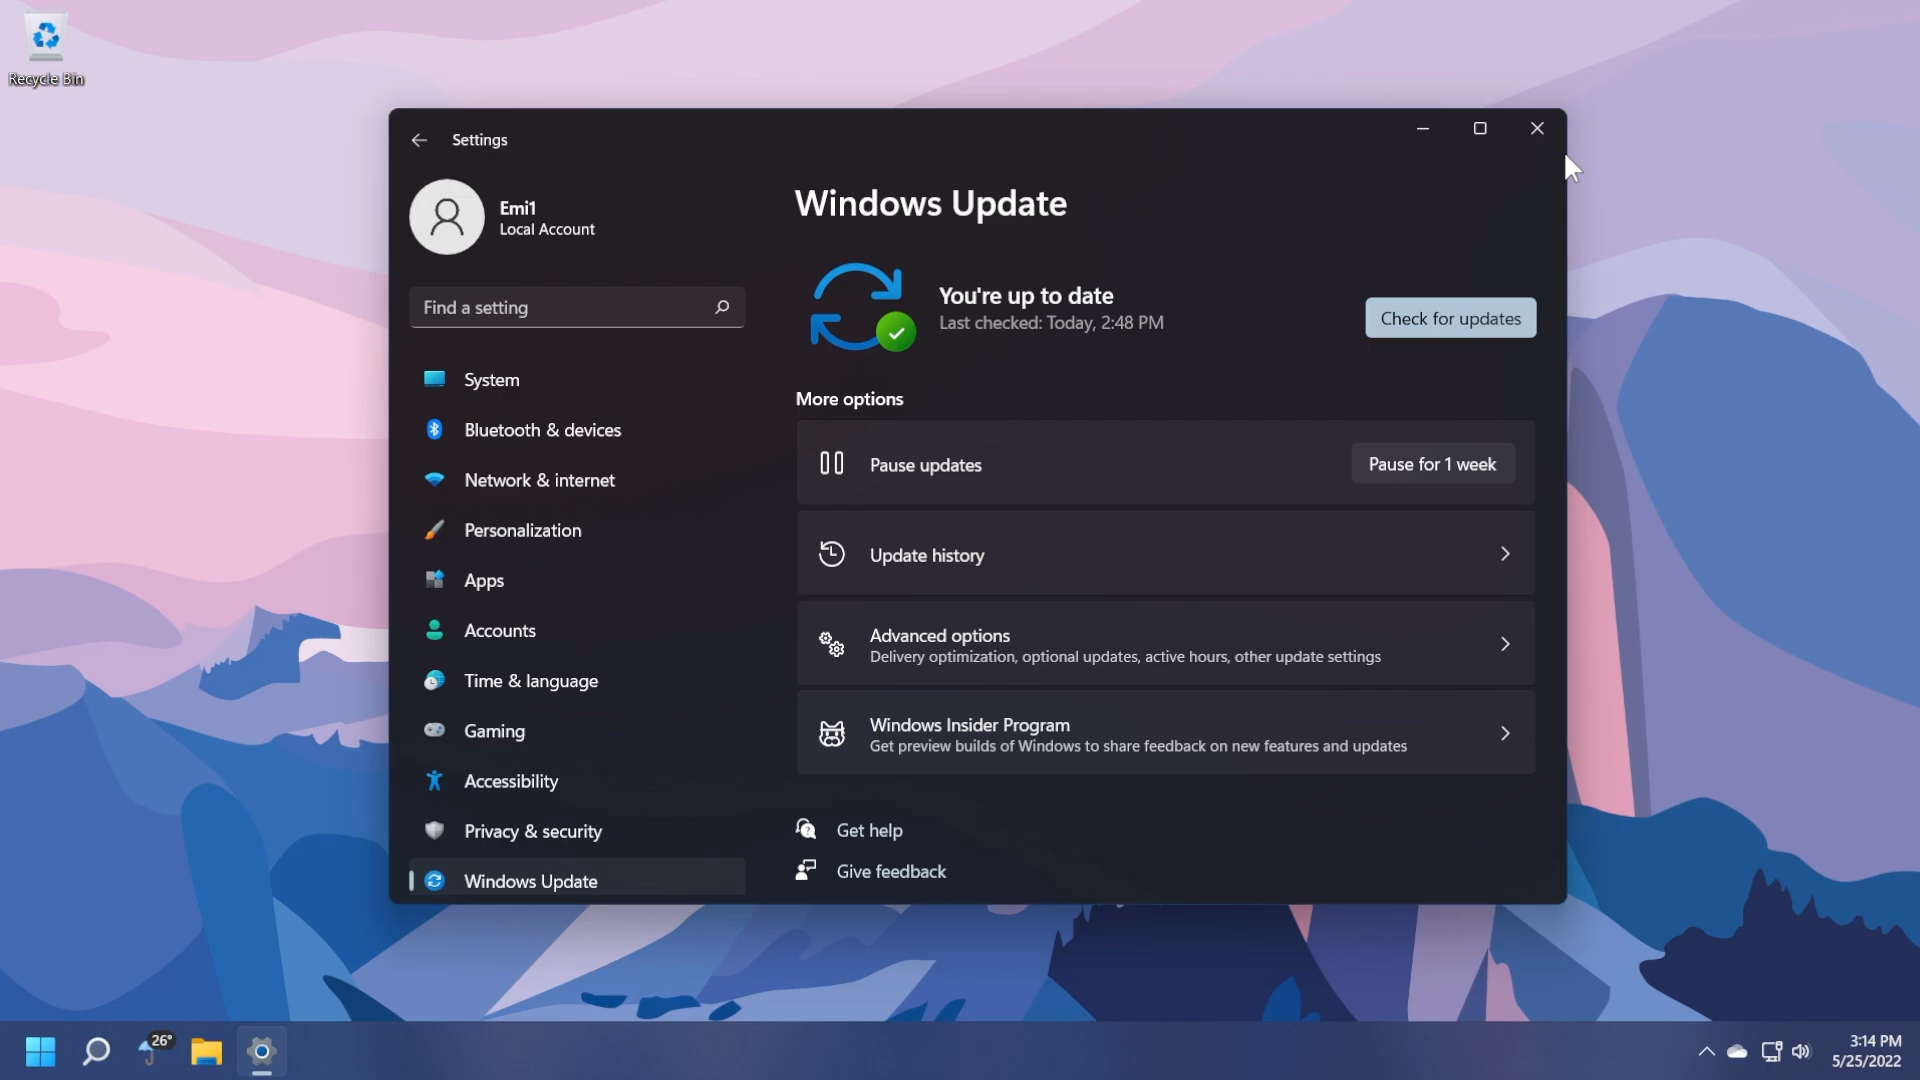 Recycle Bin
Settings
Emi1
Local Account
Find a setting
System
Bluetooth & devices
Network & internet
Personalization
Apps
Accounts
Time & language
Gaming
Accessibility
Privacy & security
Windows Update
Windows Update
You're up to date
Last checked: Today, 2:48 PM
Check for updates
More options
Pause updates
Pause for 1 week
Update history
Advanced options
Delivery optimization, optional updates, active hours, other update settings
Windows Insider Program
Get preview builds of Windows to share feedback on new features and updates
Get help
Give feedback
26°
3:14 PM
5/25/2022